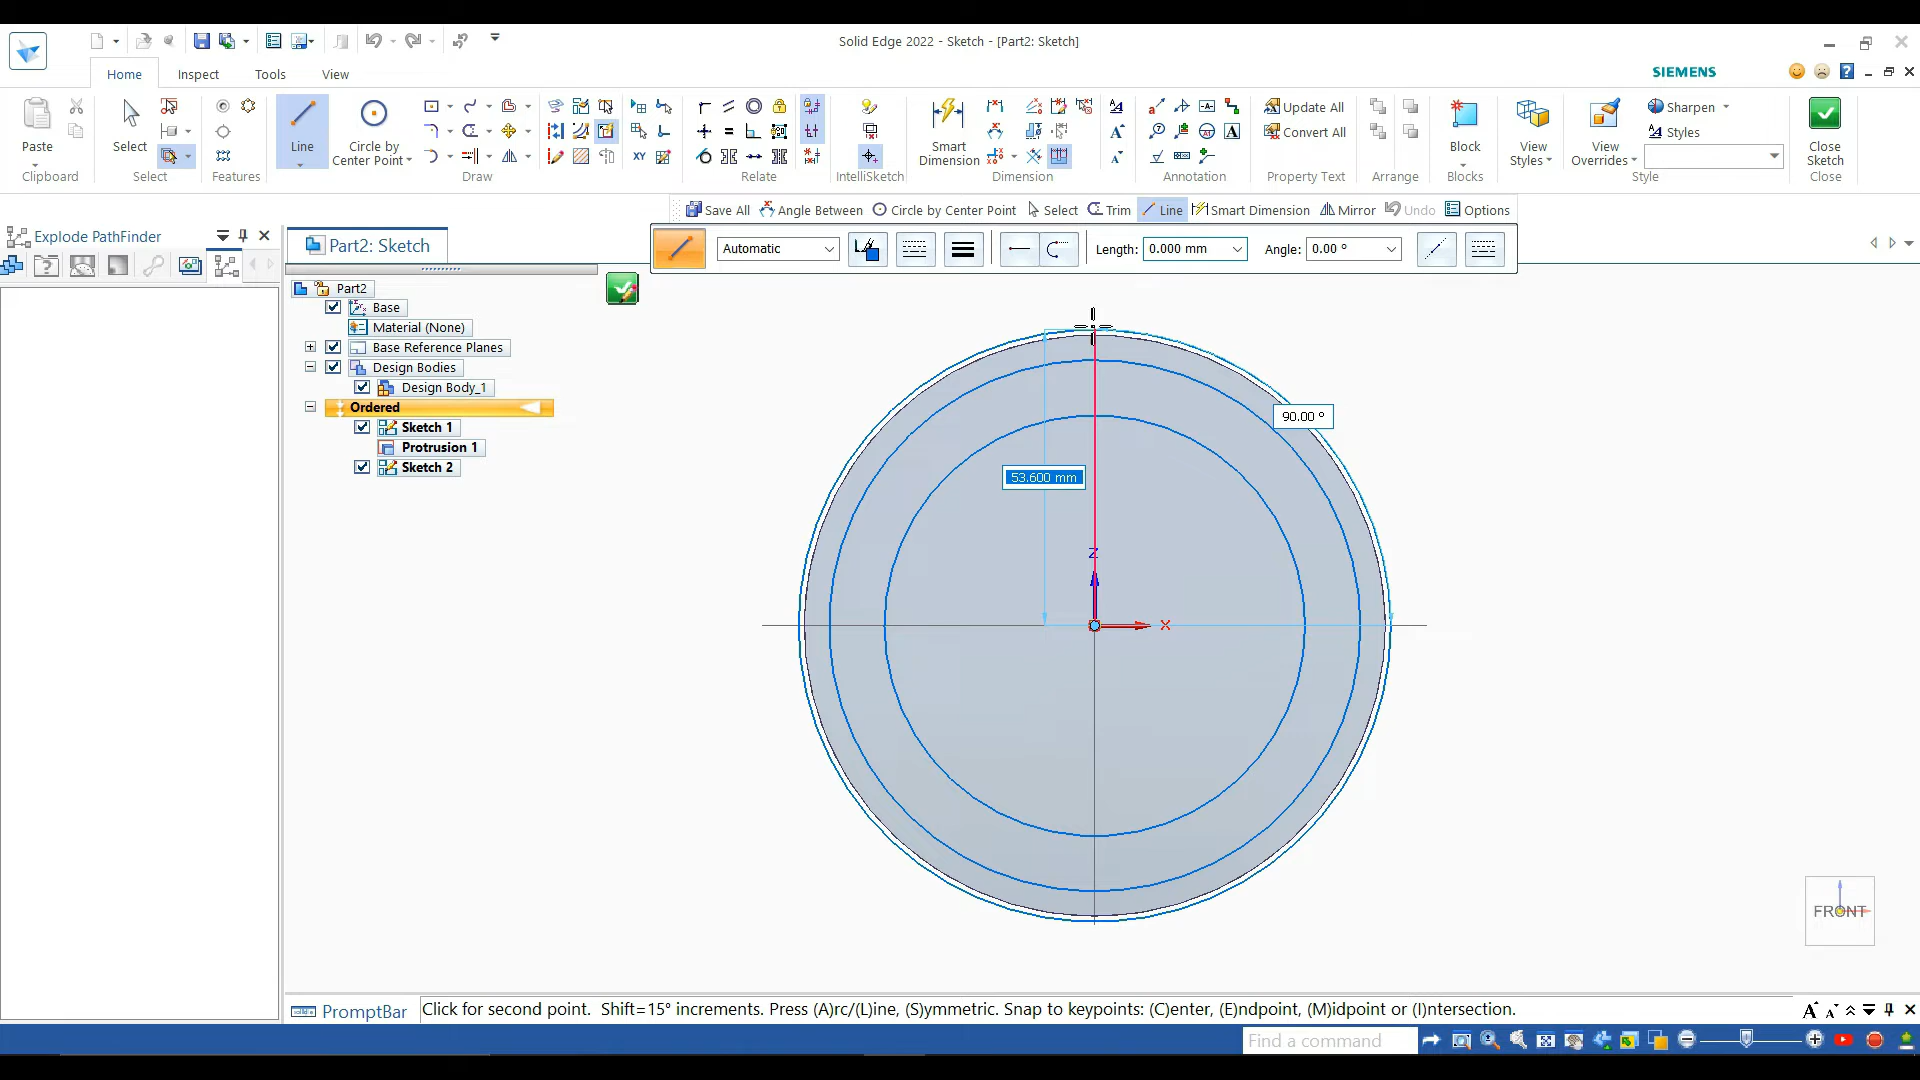 Solid Edge 2022 - Sketch - [Part2: Sketch]
Home Inspect Tools View
SIEMENS
Paste
Clipboard
Select
Select
Features
Line
Circle by Center Point
Draw
Relate
IntelliSketch
Smart Dimension
Dimension
A
Annotation
Update All
Convert All
Property Text
Arrange
Block
Blocks
View Styles
View Overrides
Sharpen
Styles
Style
Close Sketch
Close
Save All Angle Between Circle by Center Point Select Trim Line Smart Dimension Mirror Undo Options
Automatic
Length: 0.000 mm
Angle: 0.00 °
Explode PathFinder
Part2: Sketch
Part2
Base
Material (None)
Base Reference Planes
Design Bodies
Design Body_1
Ordered
Sketch 1
Protrusion 1
Sketch 2
90.00 °
53.600 mm
Z
X
FRONT
PromptBar
Click for second point. Shift=15° increments. Press (A)rc/(L)ine, (S)ymmetric. Snap to keypoints: (C)enter, (E)ndpoint, (M)idpoint or (I)ntersection.
Find a command